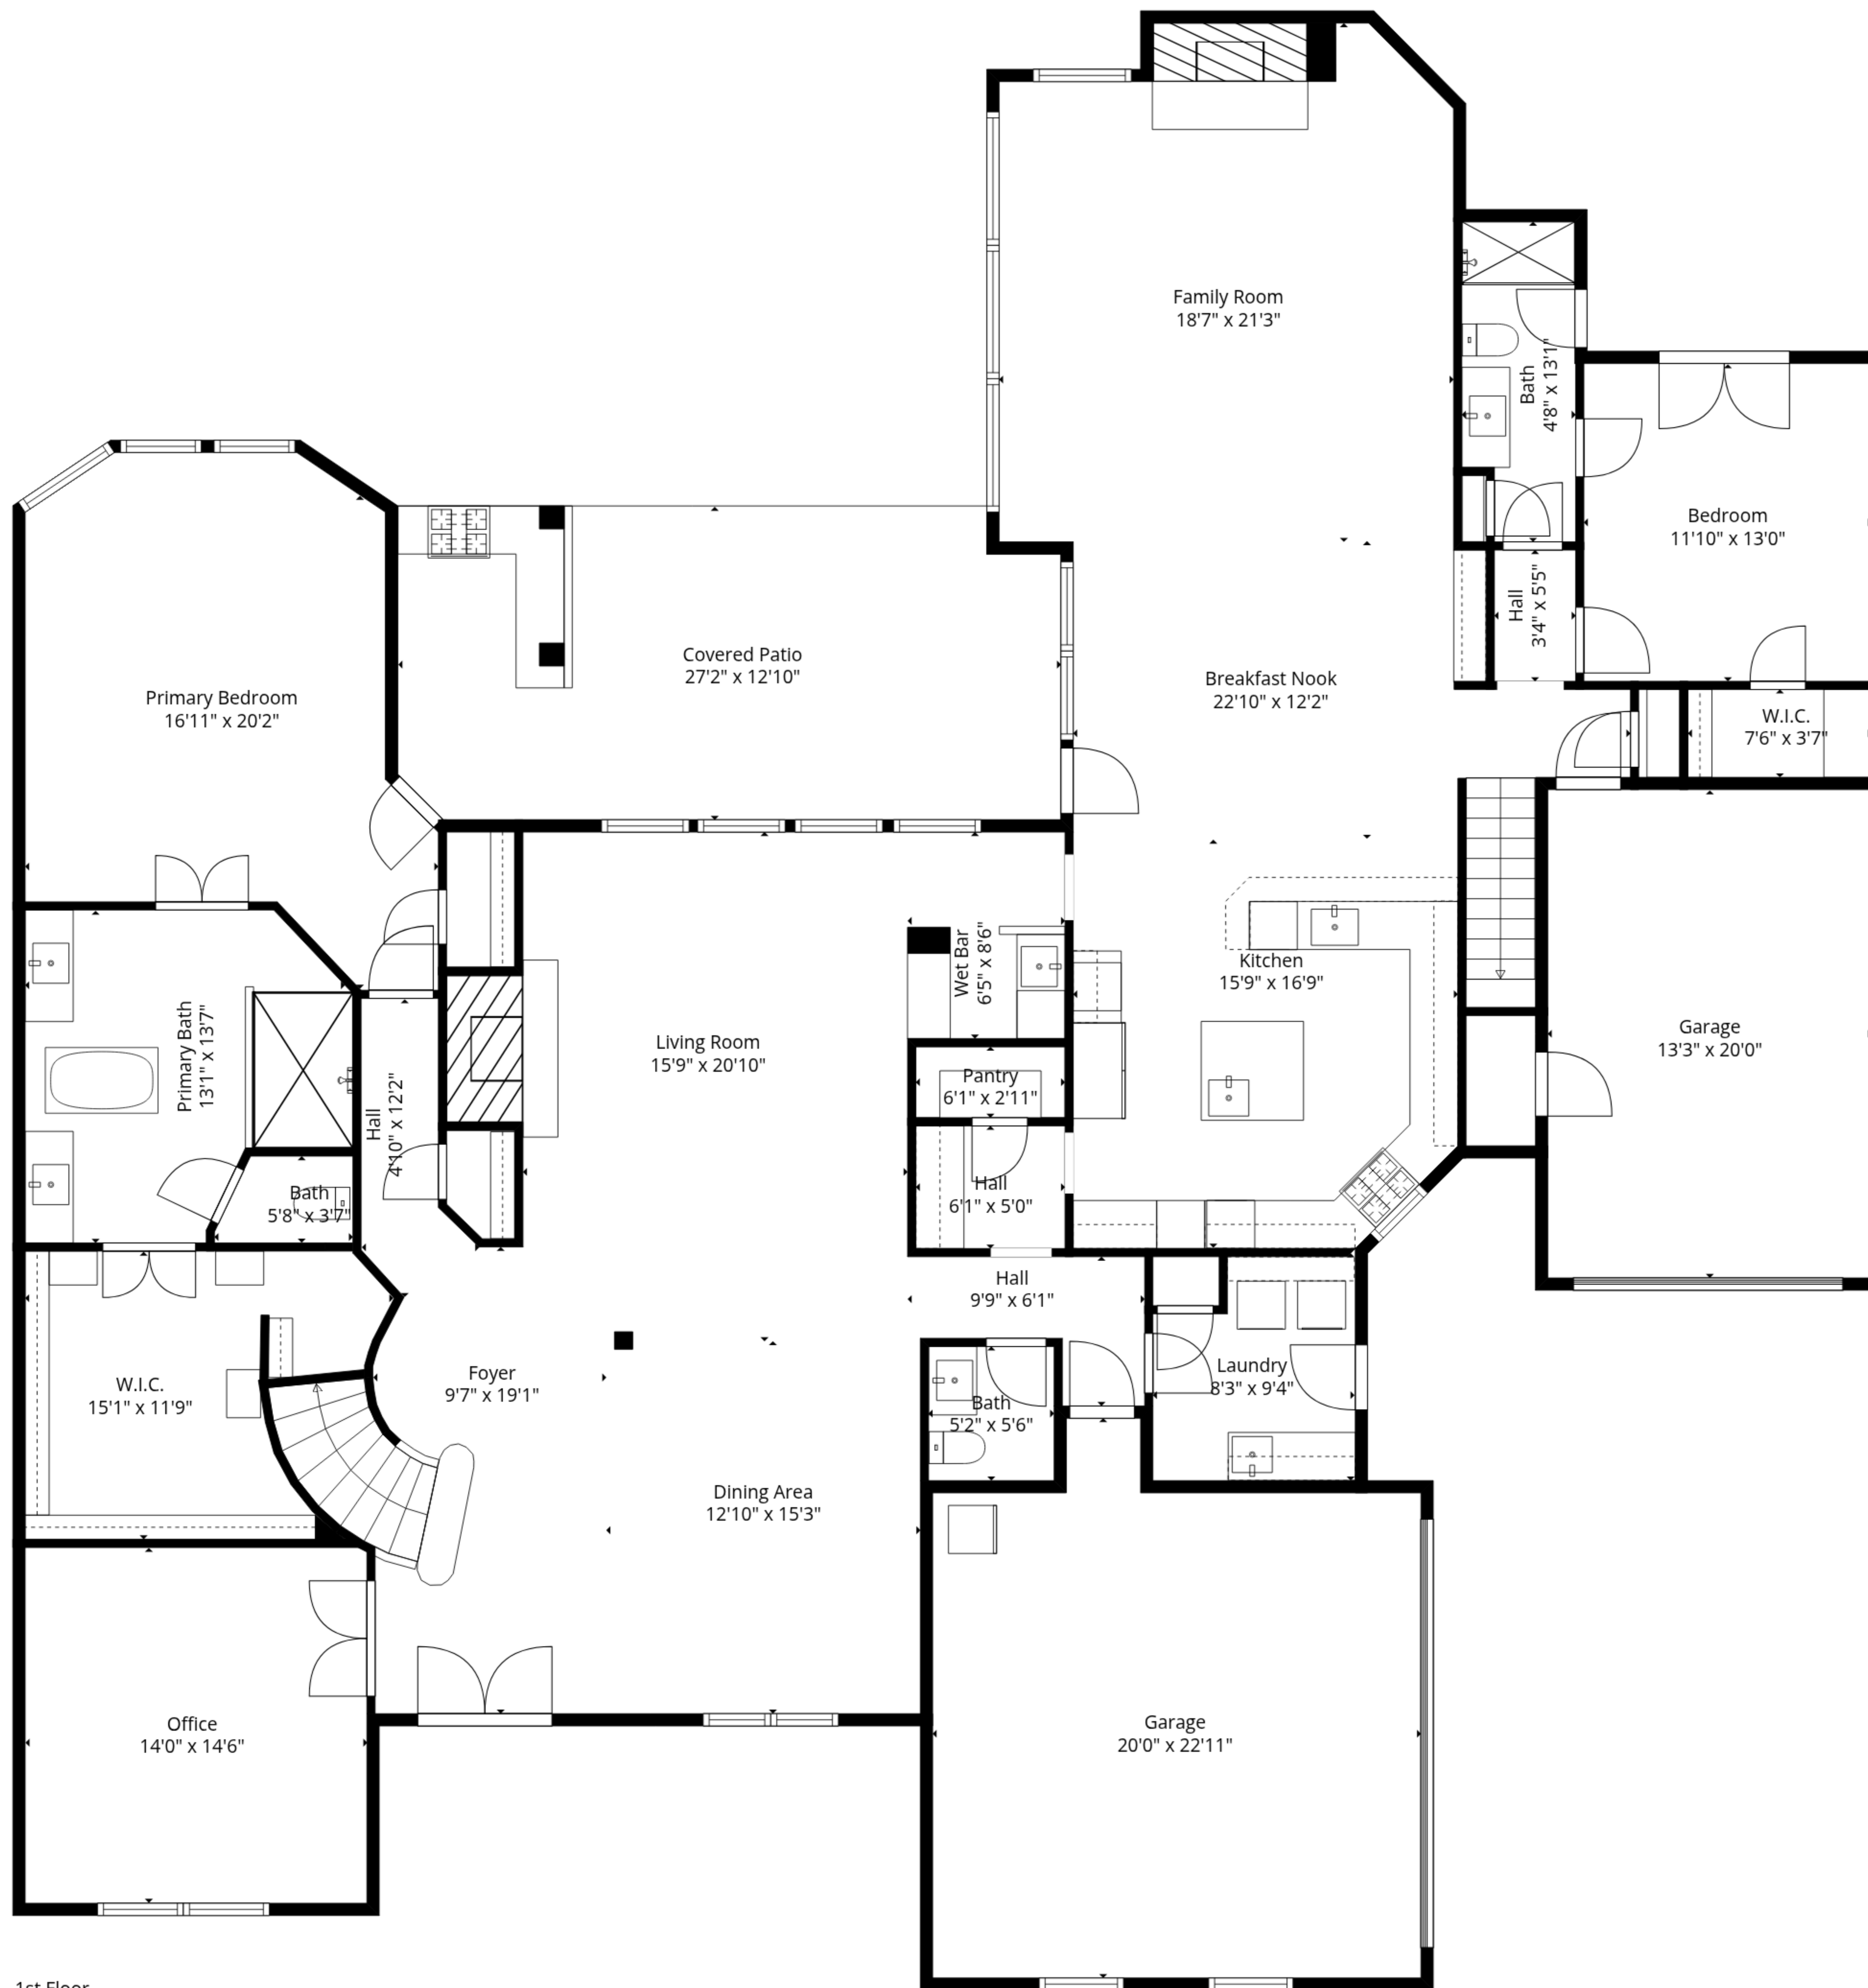 Family Room
18'7" x 21'3"
Bath
4'8" x 13'1"
Bedroom
11'10" x 13'0"
Hall
3'4" x 5'5"
Covered Patio
27'2" x 12'10"
Breakfast Nook
22'10" x 12'2"
Primary Bedroom
16'11" x 20'2"
W.I.C.
7'6" x 3'7"
Wet Bar
6'5" x 8'6"
Kitchen
15'9" x 16'9"
Living Room
15'9" x 20'10"
Garage
13'3" x 20'0"
Primary Bath
13'1" x 13'7"
Hall
4'10" x 12'2"
Pantry
6'1" x 2'11"
Bath
5'8" x 3'7"
Hall
6'1" x 5'0"
Hall
9'9" x 6'1"
Laundry
8'3" x 9'4"
Foyer
9'7" x 19'1"
W.I.C.
15'1" x 11'9"
Bath
5'2" x 5'6"
Dining Area
12'10" x 15'3"
Office
14'0" x 14'6"
Garage
20'0" x 22'11"
1st Floor